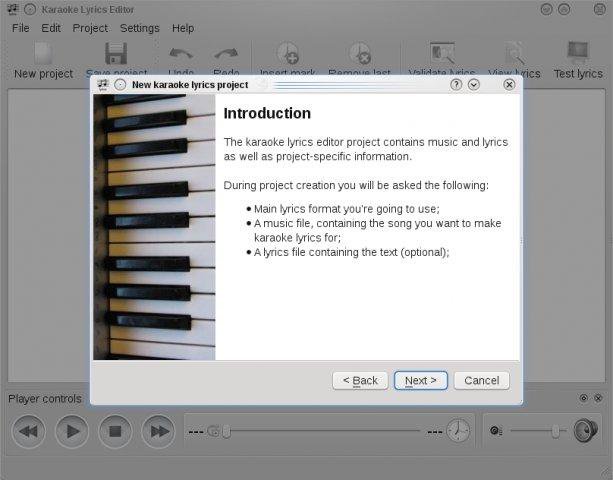 Karaoke Lyrics Editor
File Edit Project Settings Help
New project Save project Undo Redo Insert mark Remove last Validate lyrics View lyrics Test lyrics
New karaoke lyrics project
Introduction
The karaoke lyrics editor project contains music and lyrics
as well as project-specific information.
During project creation you will be asked the following:
• Main lyrics format you're going to use;
• A music file, containing the song you want to make
karaoke lyrics for;
• A lyrics file containing the text (optional);
< Back Next > Cancel
Player controls
--- ---